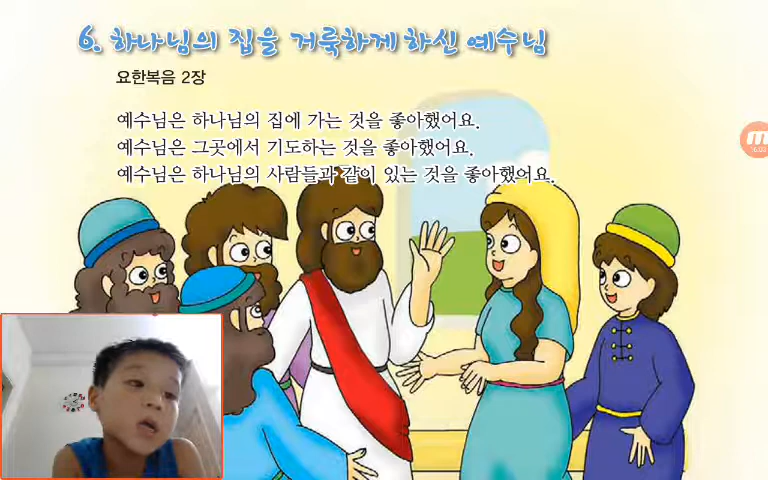 6. 하나님의 집을 거룩하게 하신 예수님
요한복음 2장
예수님은 하나님의 집에 가는 것을 좋아했어요.
예수님은 그곳에서 기도하는 것을 좋아했어요.
예수님은 하나님의 사람들과 같이 있는 것을 좋아했어요.